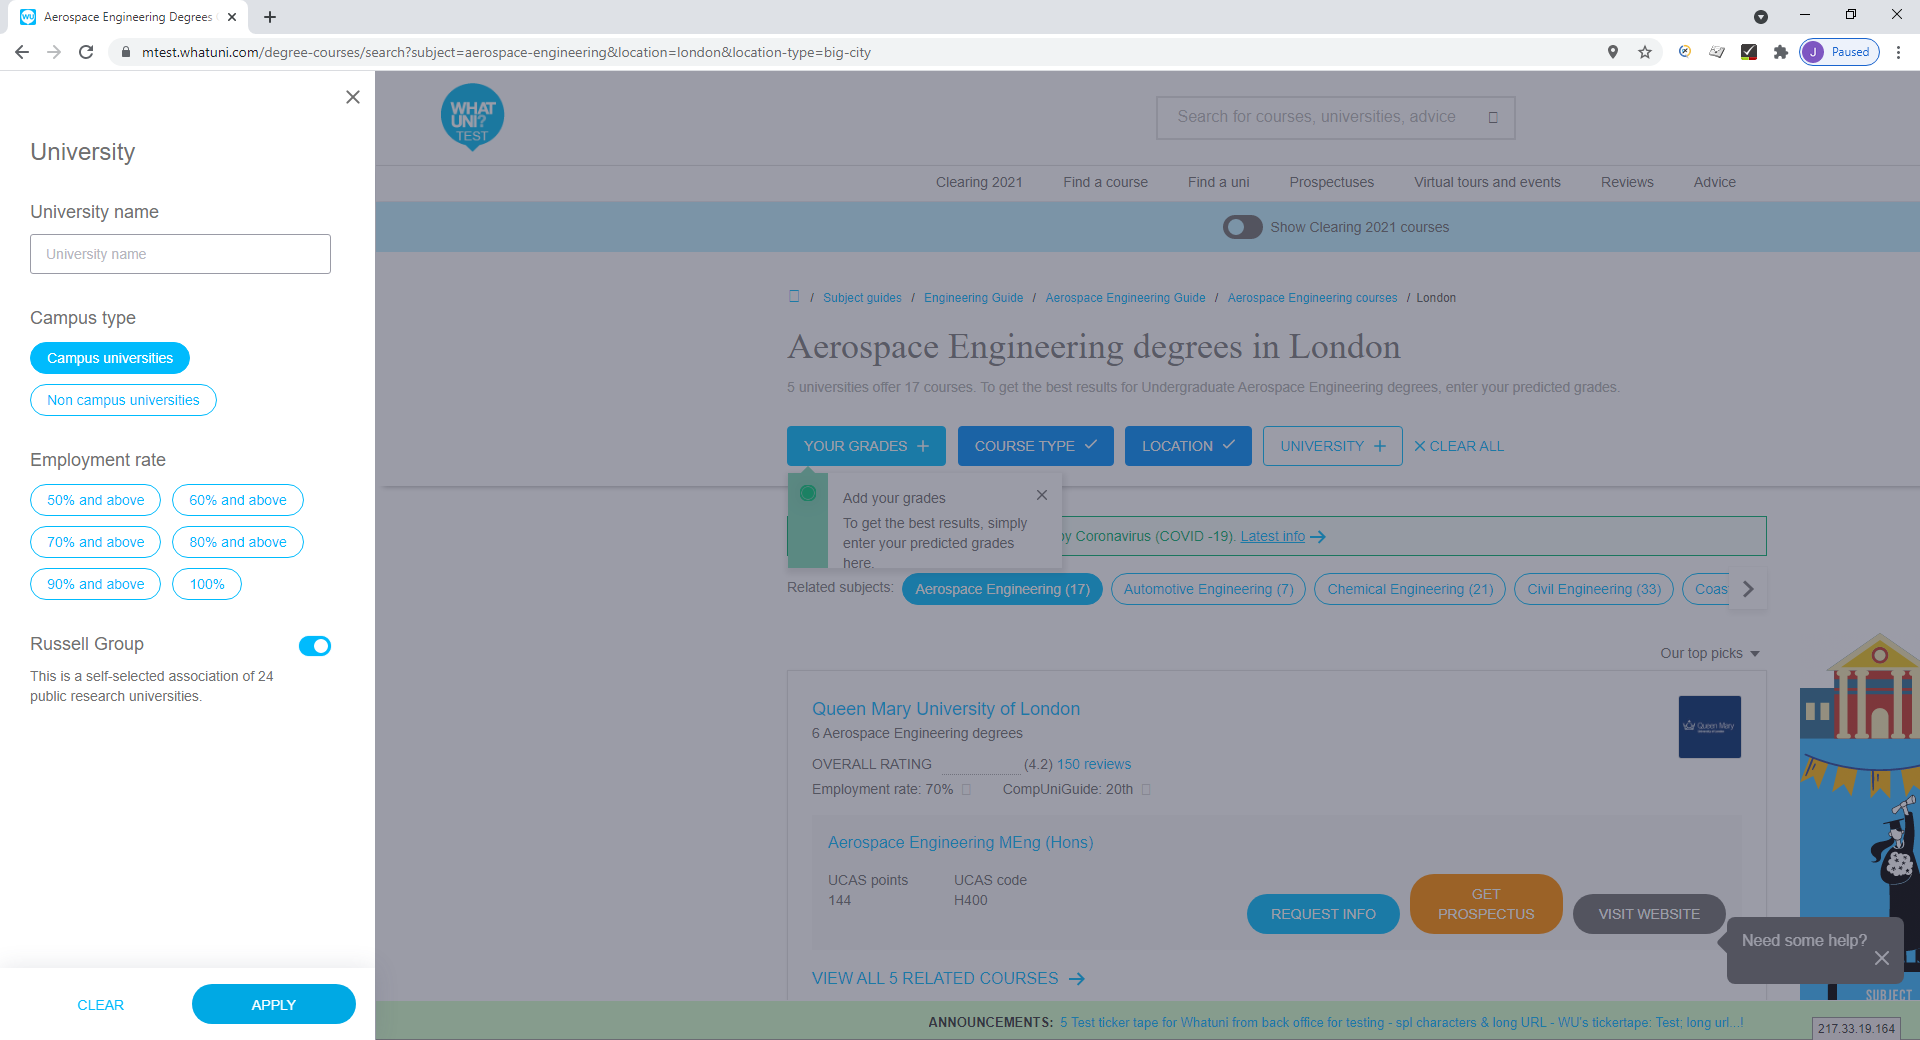 Aerospace Engineering Degrees
mtest.whatuni.com/degree-courses/search?subject=aerospace-engineering&location=london&location-type=big-city
J Paused
University
University name
University name
Campus type
Campus universities
Non campus universities
Employment rate
50% and above 60% and above
70% and above 80% and above
90% and above 100%
Russell Group
This is a self-selected association of 24
public research universities.
CLEAR APPLY
WHAT
UNI?
TEST
Search for courses, universities, advice
Clearing 2021 Find a course Find a uni Prospectuses Virtual tours and events Reviews Advice
Show Clearing 2021 courses
/ Subject guides / Engineering Guide / Aerospace Engineering Guide / Aerospace Engineering courses / London
Aerospace Engineering degrees in London
5 universities offer 17 courses. To get the best results for Undergraduate Aerospace Engineering degrees, enter your predicted grades.
YOUR GRADES COURSE TYPE LOCATION UNIVERSITY CLEAR ALL
Add your grades
To get the best results, simply
enter your predicted grades
here.
by Coronavirus (COVID -19). Latest info
Related subjects: Aerospace Engineering (17) Automotive Engineering (7) Chemical Engineering (21) Civil Engineering (33) Coas
Our top picks
Queen Mary University of London
6 Aerospace Engineering degrees
OVERALL RATING (4.2) 150 reviews
Employment rate: 70% CompUniGuide: 20th
Queen Mary
Aerospace Engineering MEng (Hons)
UCAS points UCAS code
144 H400
REQUEST INFO
GET
PROSPECTUS
VISIT WEBSITE
Need some help?
VIEW ALL 5 RELATED COURSES
SUBJECT
ANNOUNCEMENTS: 5 Test ticker tape for Whatuni from back office for testing - spl characters & long URL - WU's tickertape: Test; long url...!
217.33.19.164